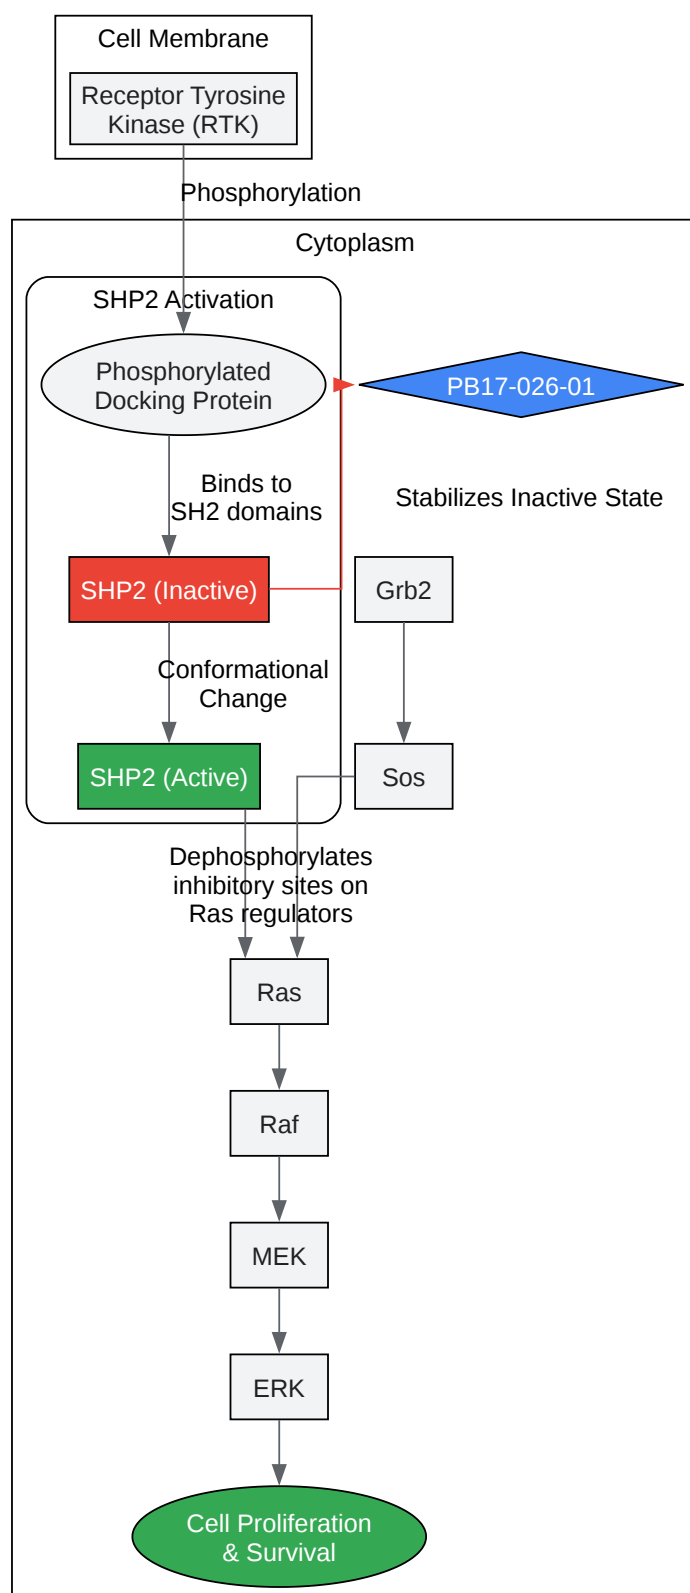 Cell Membrane
Receptor Tyrosine
Kinase (RTK)
Phosphorylation
Cytoplasm
SHP2 Activation
Phosphorylated
Docking Protein
PB17-026-01
Binds to
SH2 domains
Stabilizes Inactive State
SHP2 (Inactive)
Grb2
Conformational
Change
SHP2 (Active)
Sos
Dephosphorylates
inhibitory sites on
Ras regulators
Ras
Raf
MEK
ERK
Cell Proliferation
& Survival